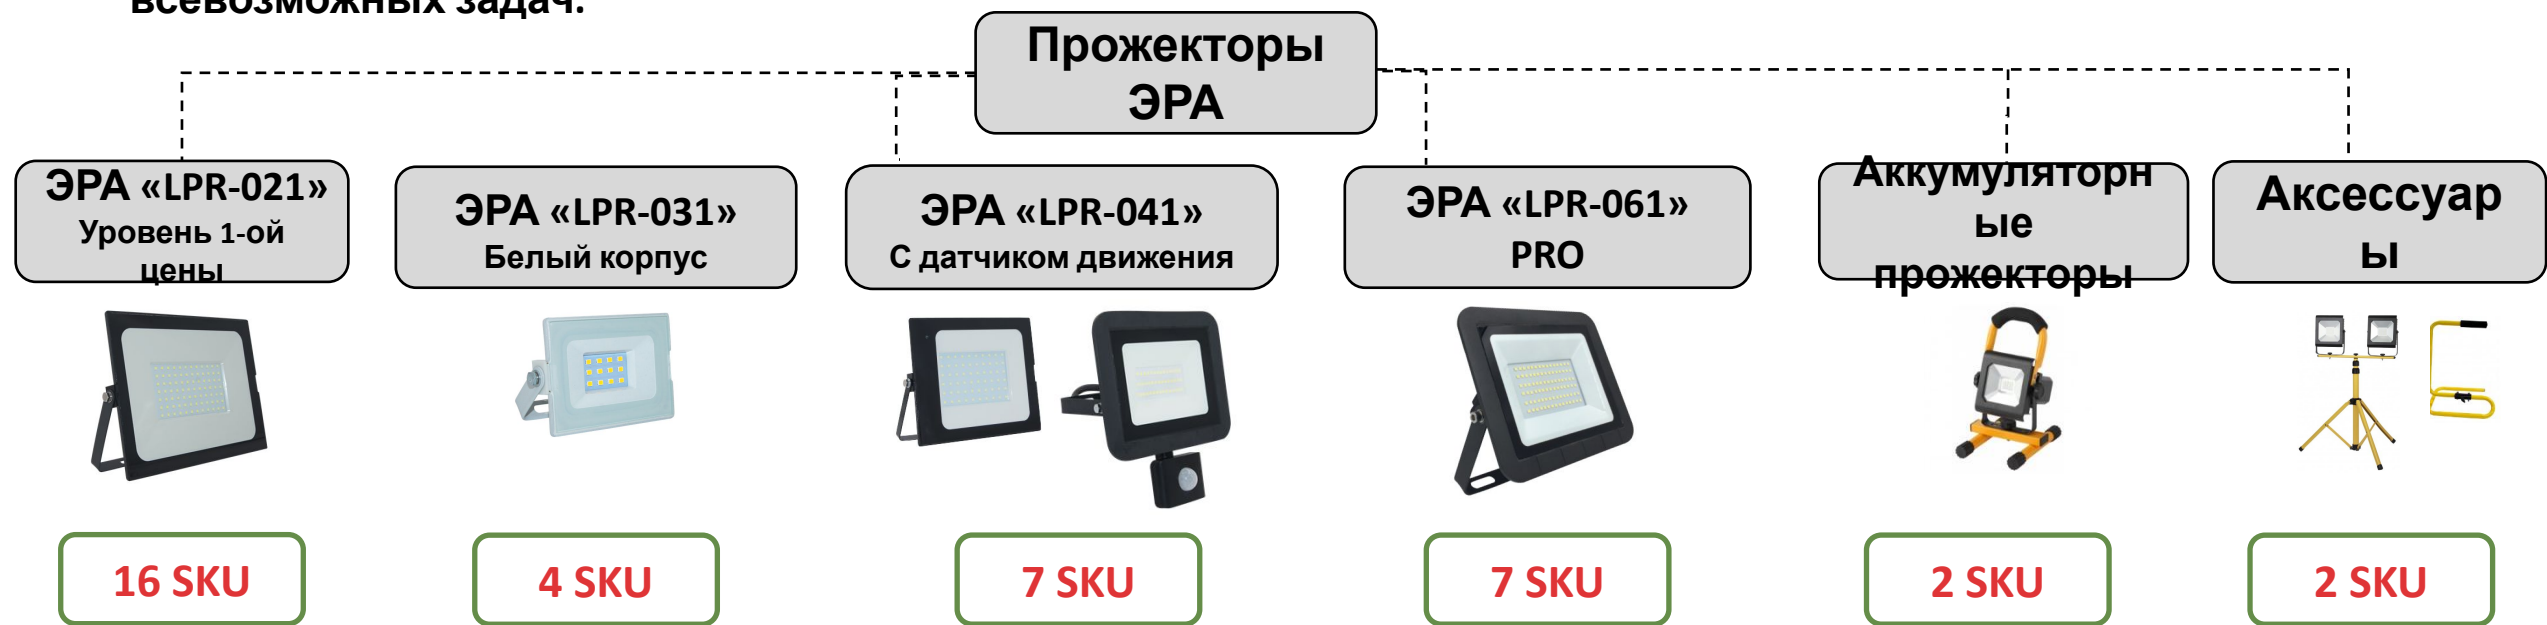 всевозможных задач.
Прожекторы
ЭРА
ЭРА «LPR-021»
Уровень 1-ой
цены
ЭРА «LPR-031»
Белый корпус
ЭРА «LPR-041»
С датчиком движения
ЭРА «LPR-061»
PRO
Аккумуляторн
ые
прожекторы
Аксессуар
ы
16 SKU
4 SKU
7 SKU
7 SKU
2 SKU
2 SKU